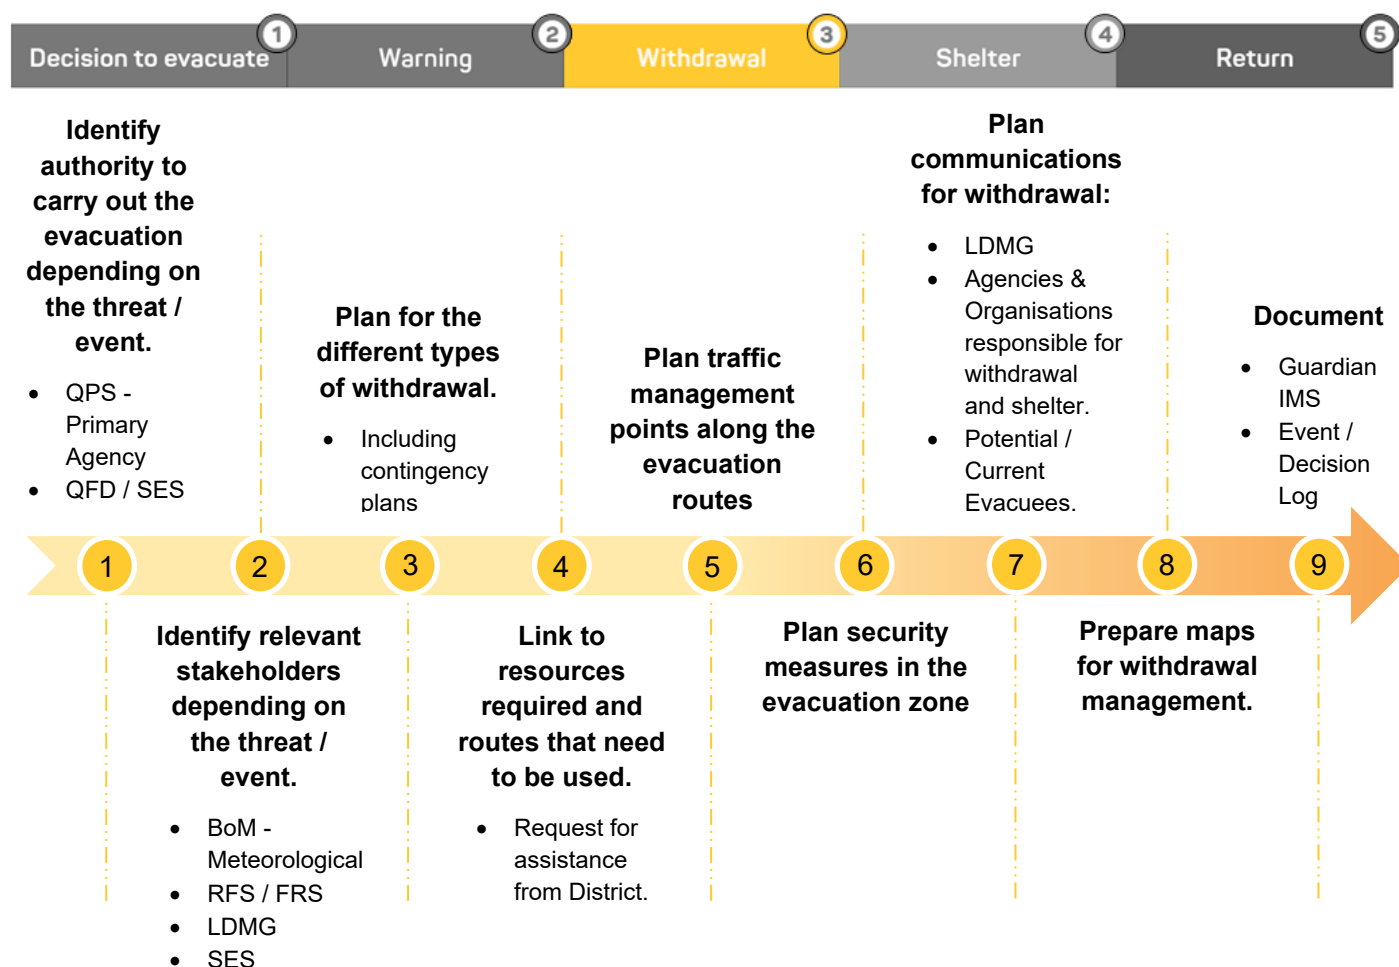 1
Decision to evacuate
2
Warning
3
Withdrawal
4
Shelter
5
Return
Identify
authority to
carry out the
evacuation
depending on
the threat /
event.
• QPS -
Primary
Agency
• QFD / SES
Plan for the
different types
of withdrawal.
• Including
contingency
plans
Plan traffic
management
points along the
evacuation
routes
Plan
communications
for withdrawal:
• LDMG
• Agencies &
Organisations
responsible for
withdrawal
and shelter.
• Potential /
Current
Evacuees.
Document
• Guardian
IMS
• Event /
Decision
Log
1 2 3 4 5 6 7 8 9
Identify relevant
stakeholders
depending on
the threat /
event.
• BoM -
Meteorological
• RFS / FRS
• LDMG
• SES
Link to
resources
required and
routes that need
to be used.
• Request for
assistance
from District.
Plan security
measures in the
evacuation zone
Prepare maps
for withdrawal
management.